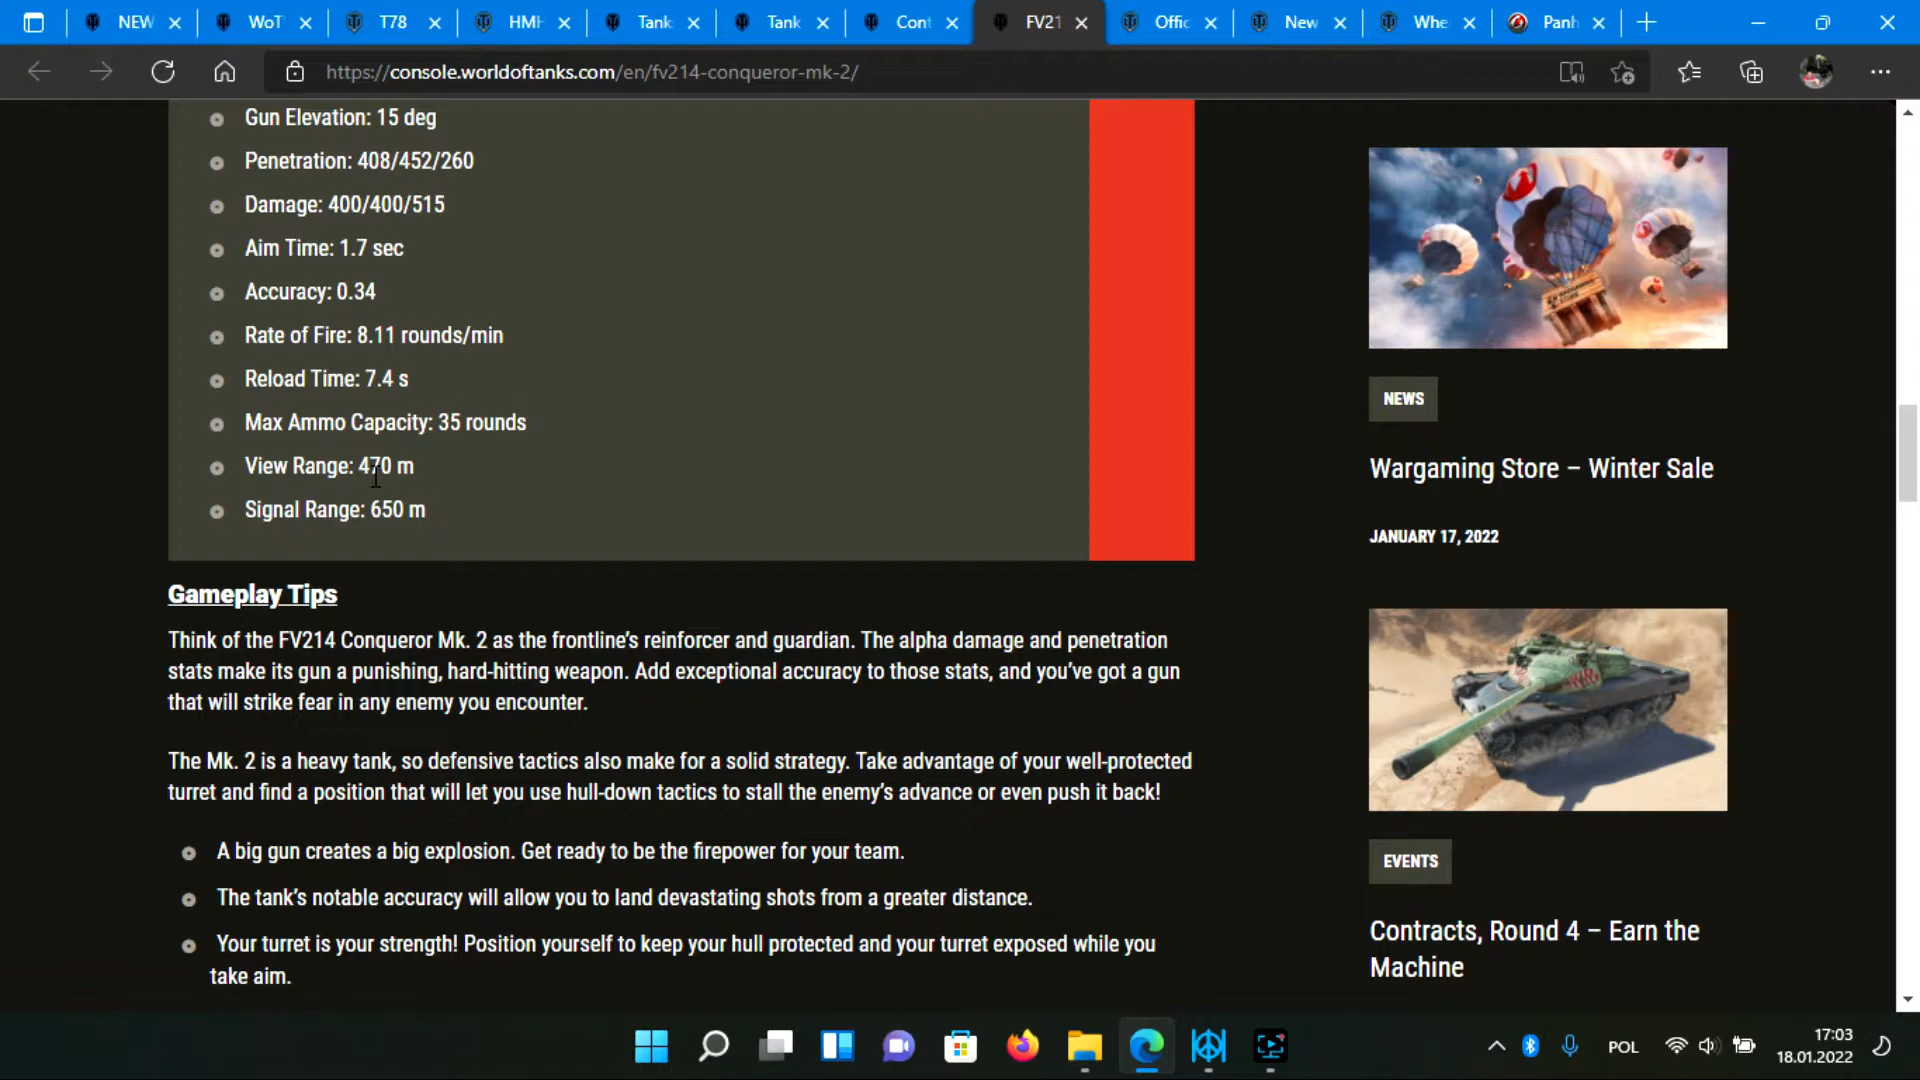 NEW
WoT
T78
HMH
Tank
Tank
Cont
FV21
Offic
New
Whe
Panh
https://console.worldoftanks.com/en/fv214-conqueror-mk-2/
Gun Elevation: 15 deg
Penetration: 408/452/260
Damage: 400/400/515
Aim Time: 1.7 sec
Accuracy: 0.34
Rate of Fire: 8.11 rounds/min
Reload Time: 7.4 s
Max Ammo Capacity: 35 rounds
View Range: 470 m
Signal Range: 650 m
Gameplay Tips
Think of the FV214 Conqueror Mk. 2 as the frontline’s reinforcer and guardian. The alpha damage and penetration
stats make its gun a punishing, hard-hitting weapon. Add exceptional accuracy to those stats, and you’ve got a gun
that will strike fear in any enemy you encounter.
The Mk. 2 is a heavy tank, so defensive tactics also make for a solid strategy. Take advantage of your well-protected
turret and find a position that will let you use hull-down tactics to stall the enemy’s advance or even push it back!
A big gun creates a big explosion. Get ready to be the firepower for your team.
The tank’s notable accuracy will allow you to land devastating shots from a greater distance.
Your turret is your strength! Position yourself to keep your hull protected and your turret exposed while you
take aim.
NEWS
Wargaming Store – Winter Sale
JANUARY 17, 2022
EVENTS
Contracts, Round 4 – Earn the
Machine
POL
17:03
18.01.2022